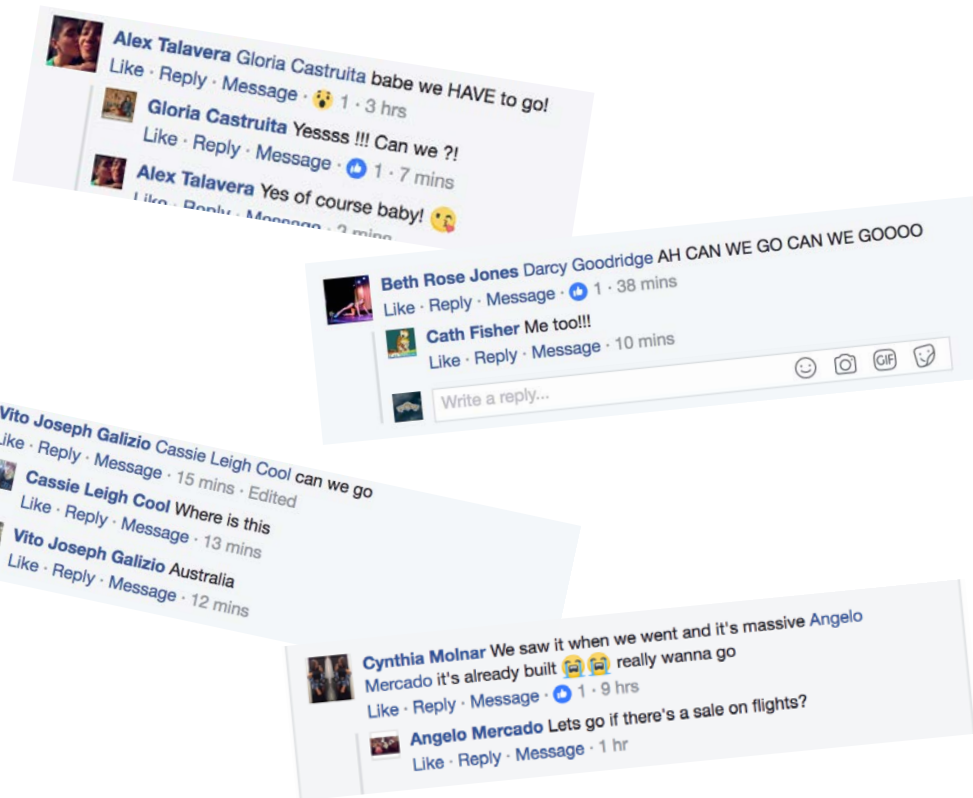 Alex Talavera Gloria Castruita babe we HAVE to go!
Like · Reply · Message · 😲 1 · 3 hrs
Gloria Castruita Yessss !!! Can we ?!
Like · Reply · Message · 1 · 7 mins
Alex Talavera Yes of course baby! 😘
Like · Reply · Message · 2 mins
Beth Rose Jones Darcy Goodridge AH CAN WE GO CAN WE GOOOO
Like · Reply · Message · 1 · 38 mins
Cath Fisher Me too!!!
Like · Reply · Message · 10 mins
Write a reply...
GIF
Vito Joseph Galizio Cassie Leigh Cool can we go
Like · Reply · Message · 15 mins · Edited
Cassie Leigh Cool Where is this
Like · Reply · Message · 13 mins
Vito Joseph Galizio Australia
Like · Reply · Message · 12 mins
Cynthia Molnar We saw it when we went and it's massive Angelo
Mercado it's already built 😭😭 really wanna go
Like · Reply · Message · 1 · 9 hrs
Angelo Mercado Lets go if there's a sale on flights?
Like · Reply · Message · 1 hr